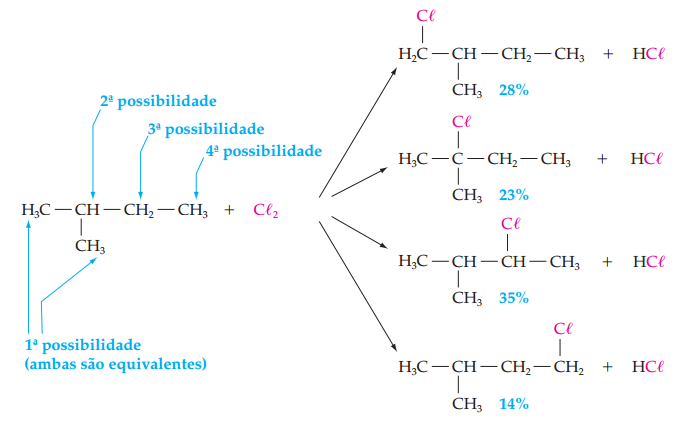 Cℓ
H₂C — CH — CH₂ — CH₃ + HCℓ
CH₃ 28%
2ª possibilidade
3ª possibilidade
4ª possibilidade
Cℓ
H₃C — C — CH₂ — CH₃ + HCℓ
CH₃ 23%
H₃C — CH — CH₂ — CH₃ + Cℓ₂
CH₃
Cℓ
H₃C — CH — CH — CH₃ + HCℓ
CH₃ 35%
1ª possibilidade
(ambas são equivalentes)
Cℓ
H₃C — CH — CH₂ — CH₂ + HCℓ
CH₃ 14%